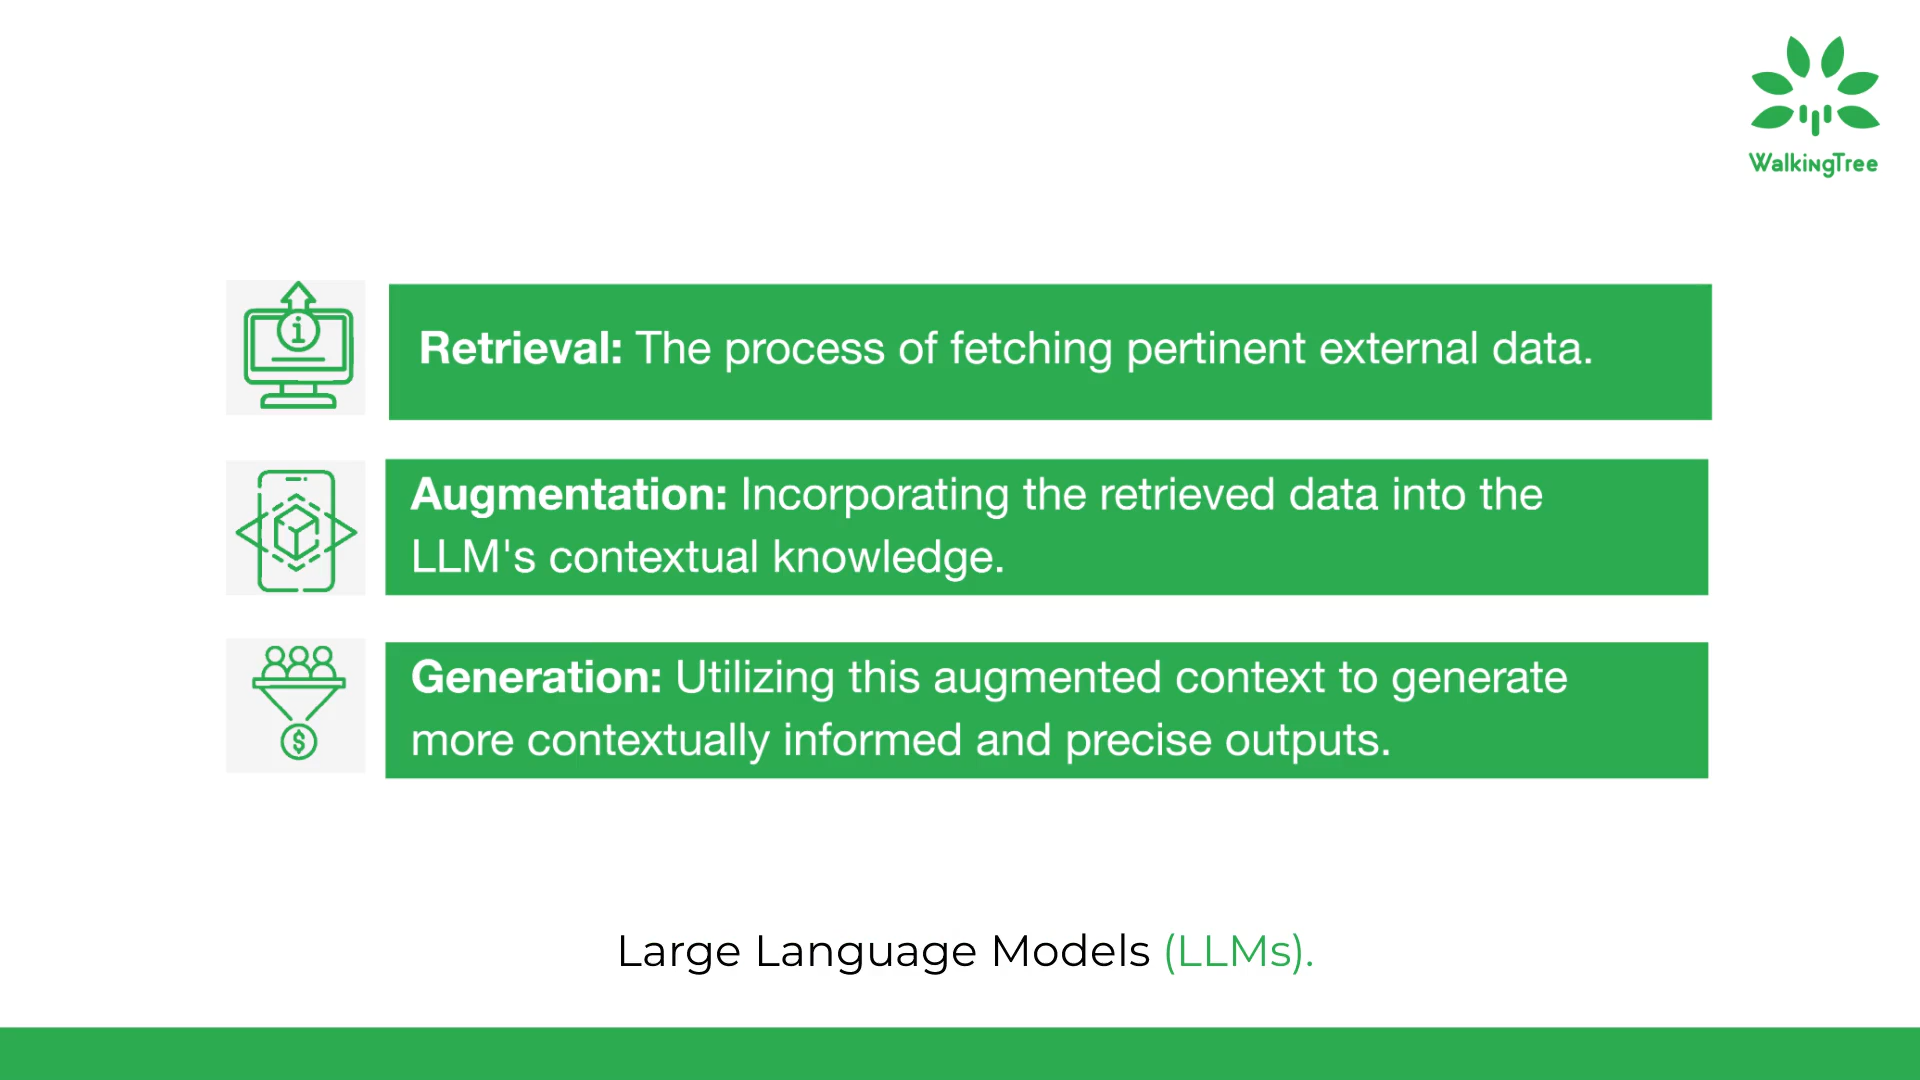 WalkingTree
Retrieval: The process of fetching pertinent external data.
Augmentation: Incorporating the retrieved data into the
LLM's contextual knowledge.
Generation: Utilizing this augmented context to generate
more contextually informed and precise outputs.
Large Language Models (LLMs).